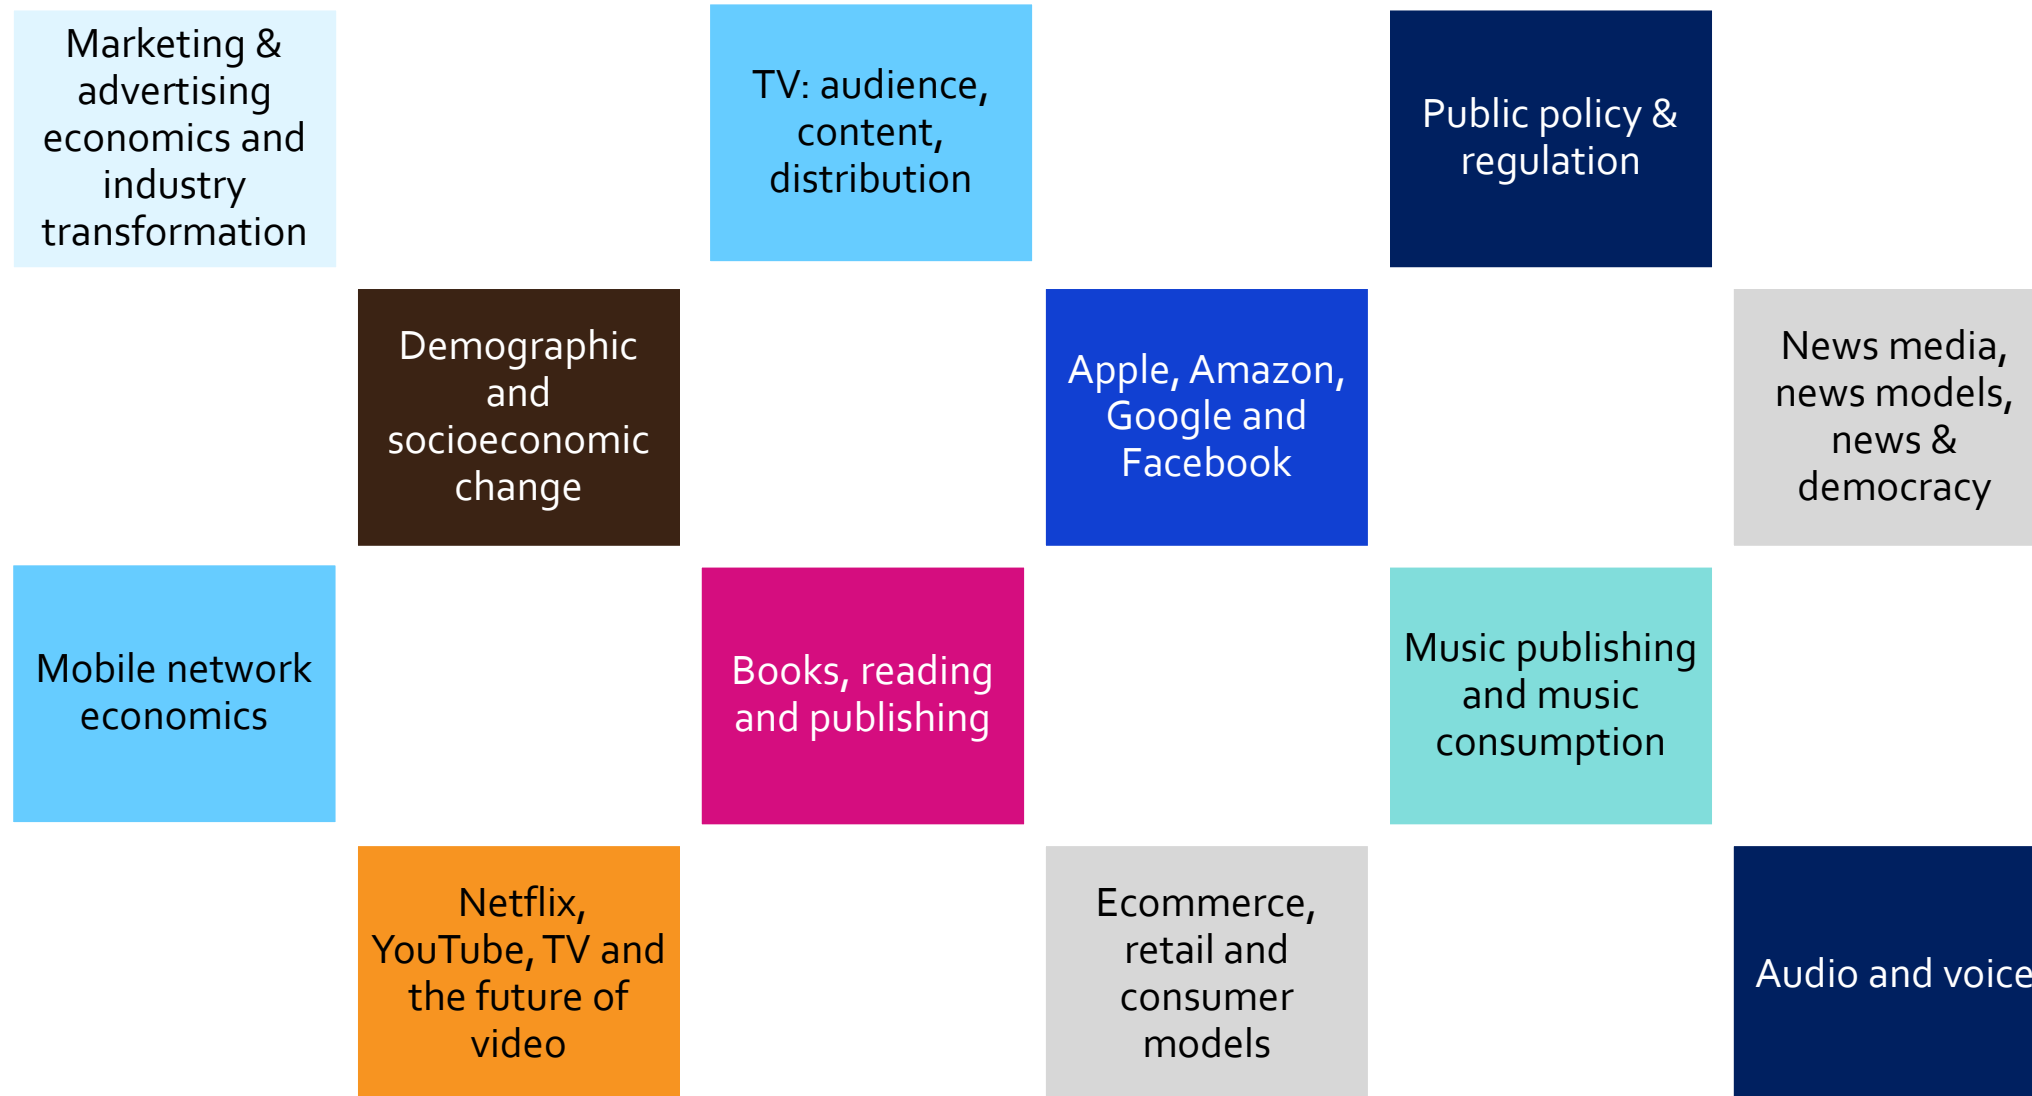 Marketing &
advertising
economics and
industry
transformation
TV: audience,
content,
distribution
Public policy &
regulation
Demographic
and
socioeconomic
change
Apple, Amazon,
Google and
Facebook
News media,
news models,
news &
democracy
Mobile network
economics
Books, reading
and publishing
Music publishing
and music
consumption
Netflix,
YouTube, TV and
the future of
video
Ecommerce,
retail and
consumer
models
Audio and voice